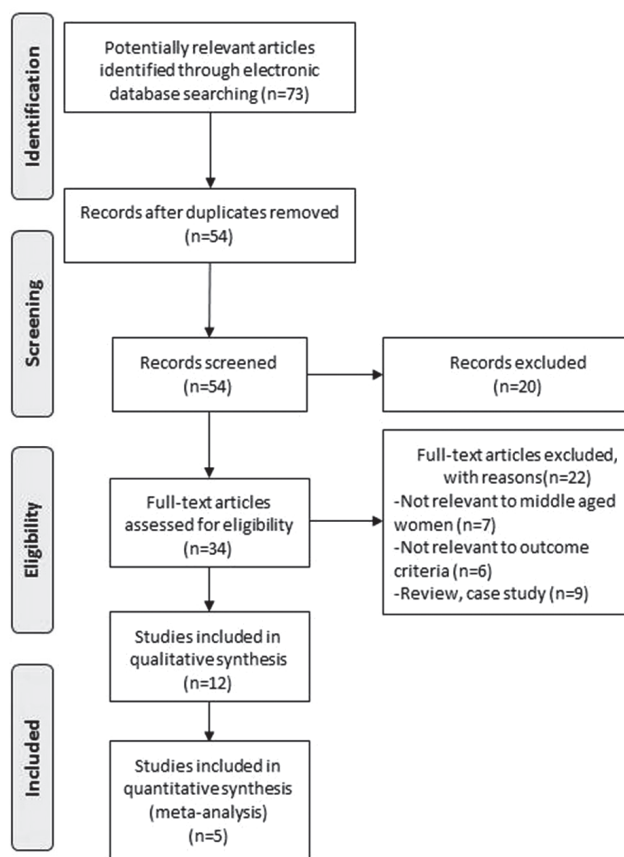 Identification
Potentially relevant articles
identified through electronic
database searching (n=73)
Records after duplicates removed
(n=54)
Screening
Records screened
(n=54)
Records excluded
(n=20)
Eligibility
Full-text articles
assessed for eligibility
(n=34)
Full-text articles excluded,
with reasons(n=22)
-Not relevant to middle aged
women (n=7)
-Not relevant to outcome
criteria (n=6)
-Review, case study (n=9)
Studies included in
qualitative synthesis
(n=12)
Included
Studies included in
quantitative synthesis
(meta-analysis)
(n=5)